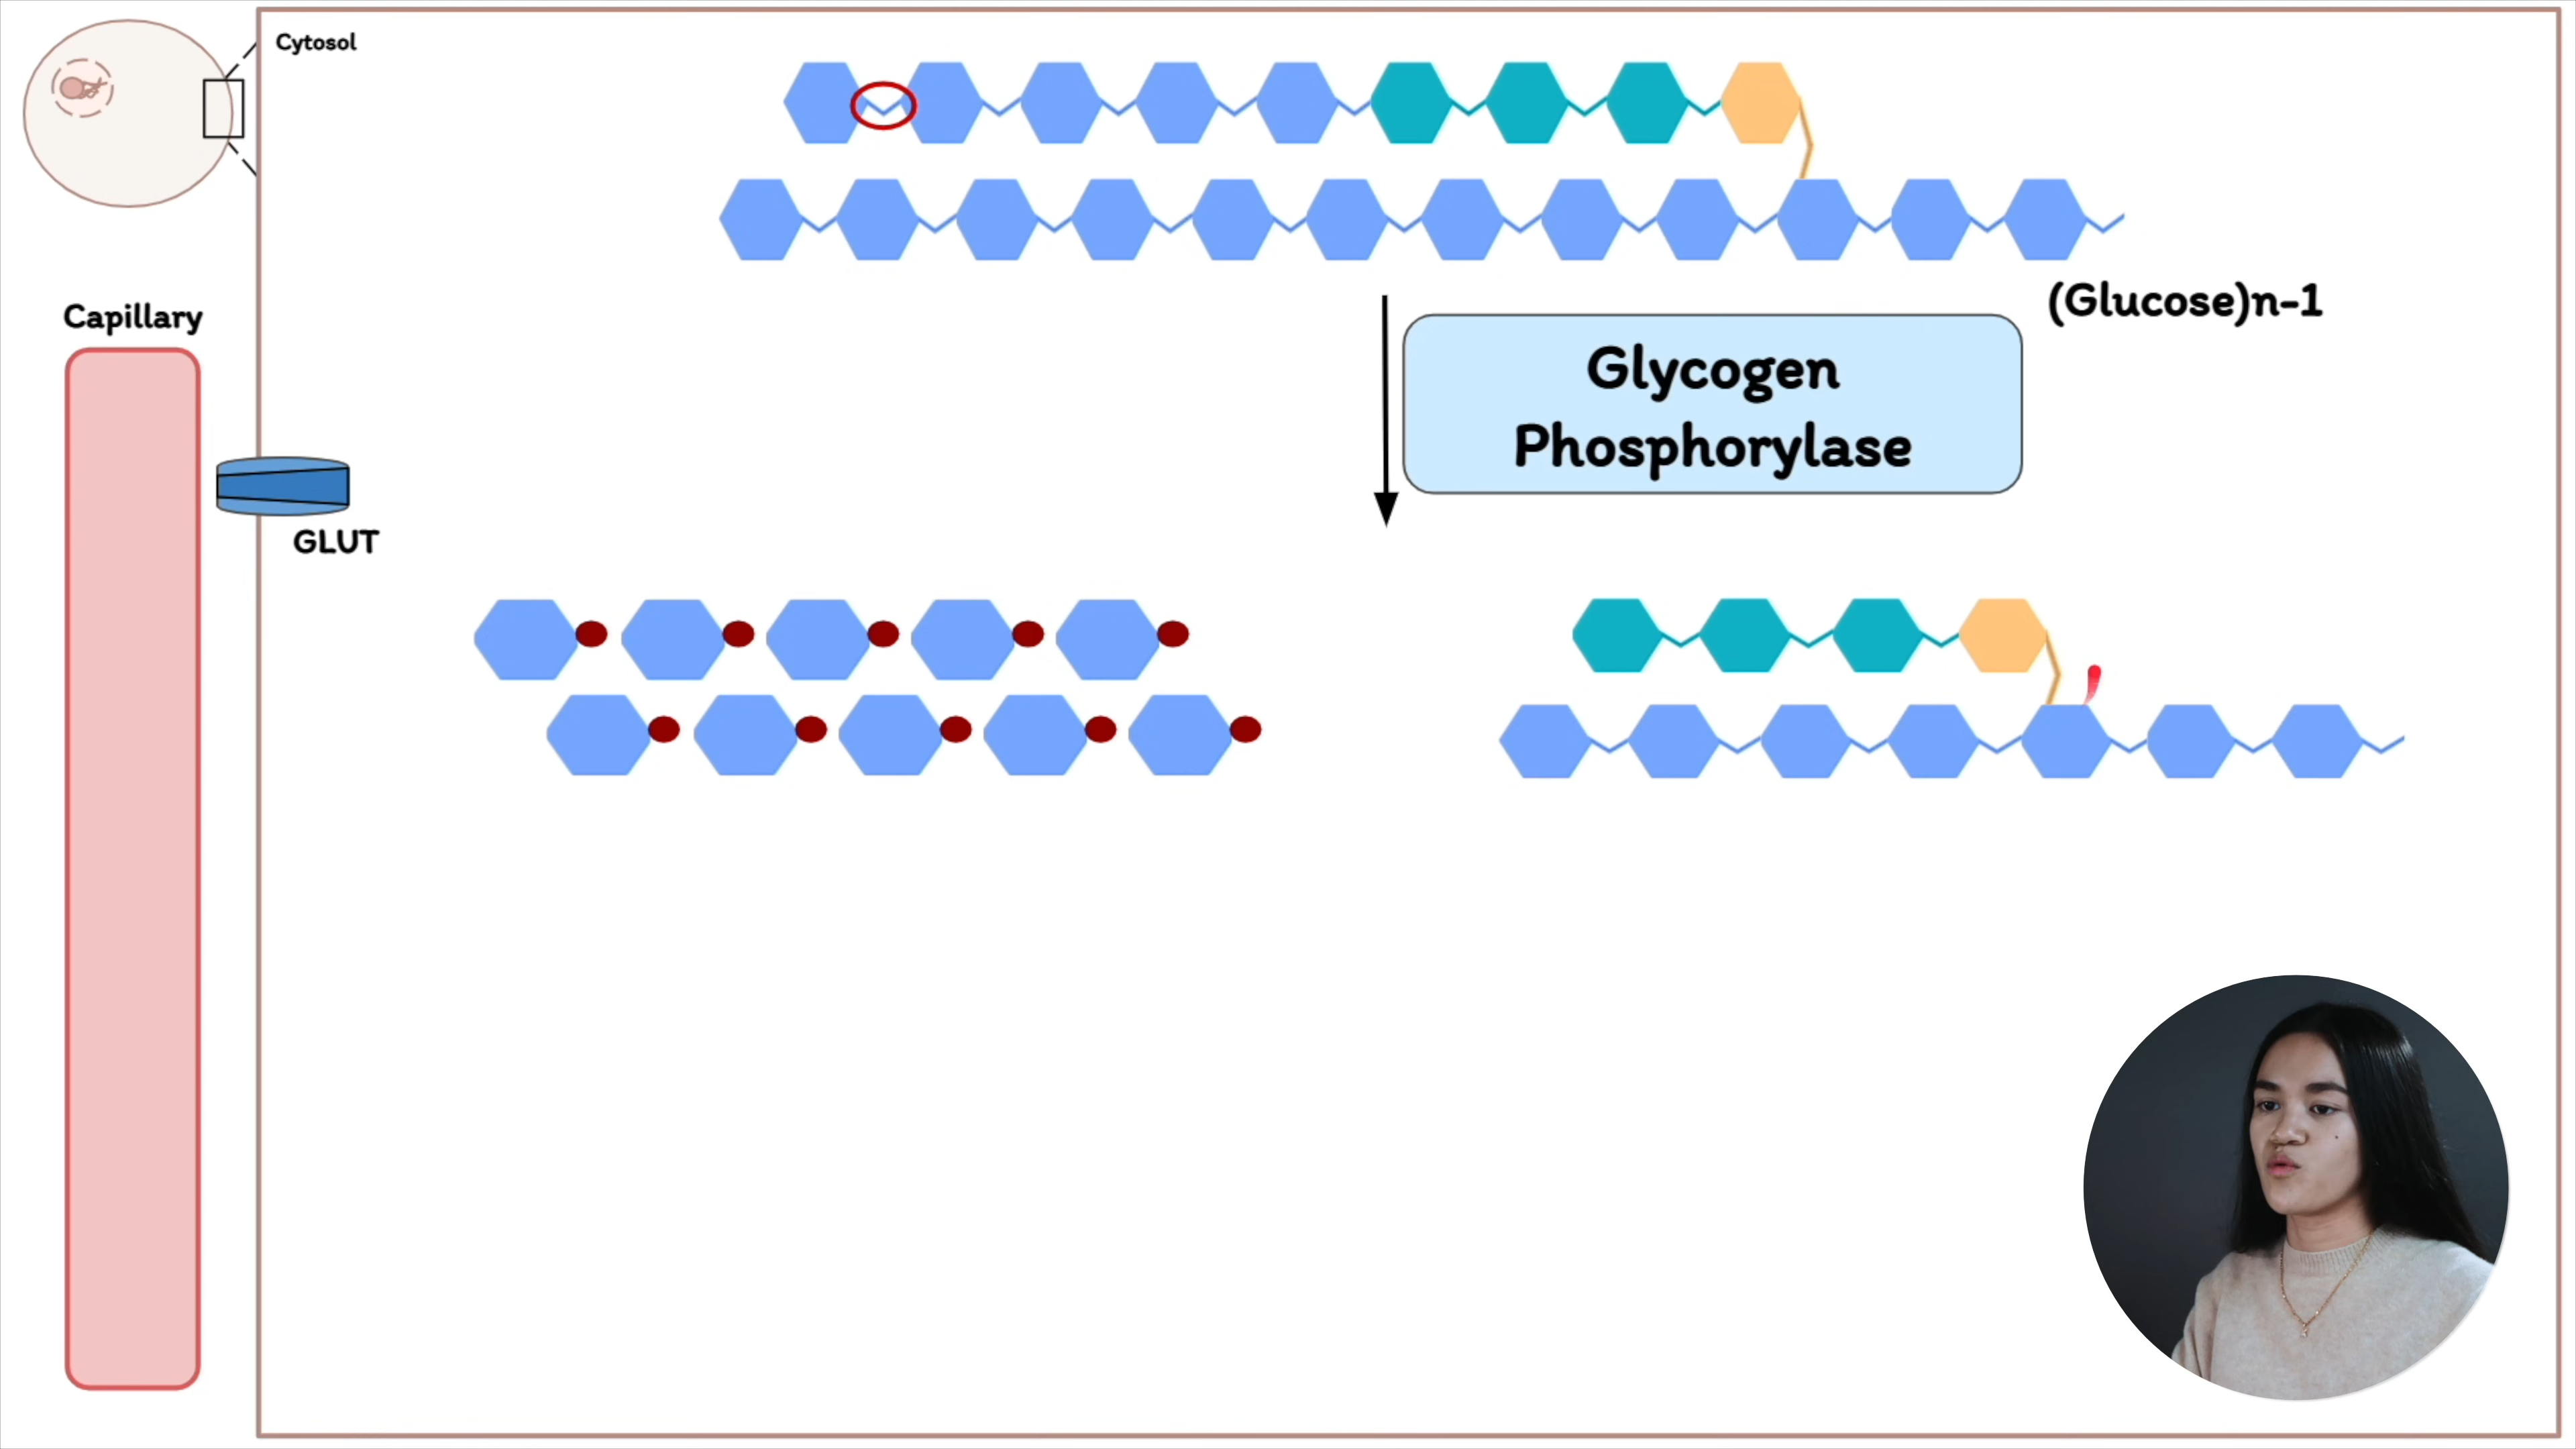 Cytosol
Capillary
(Glucose)n-1
Glycogen
Phosphorylase
GLUT